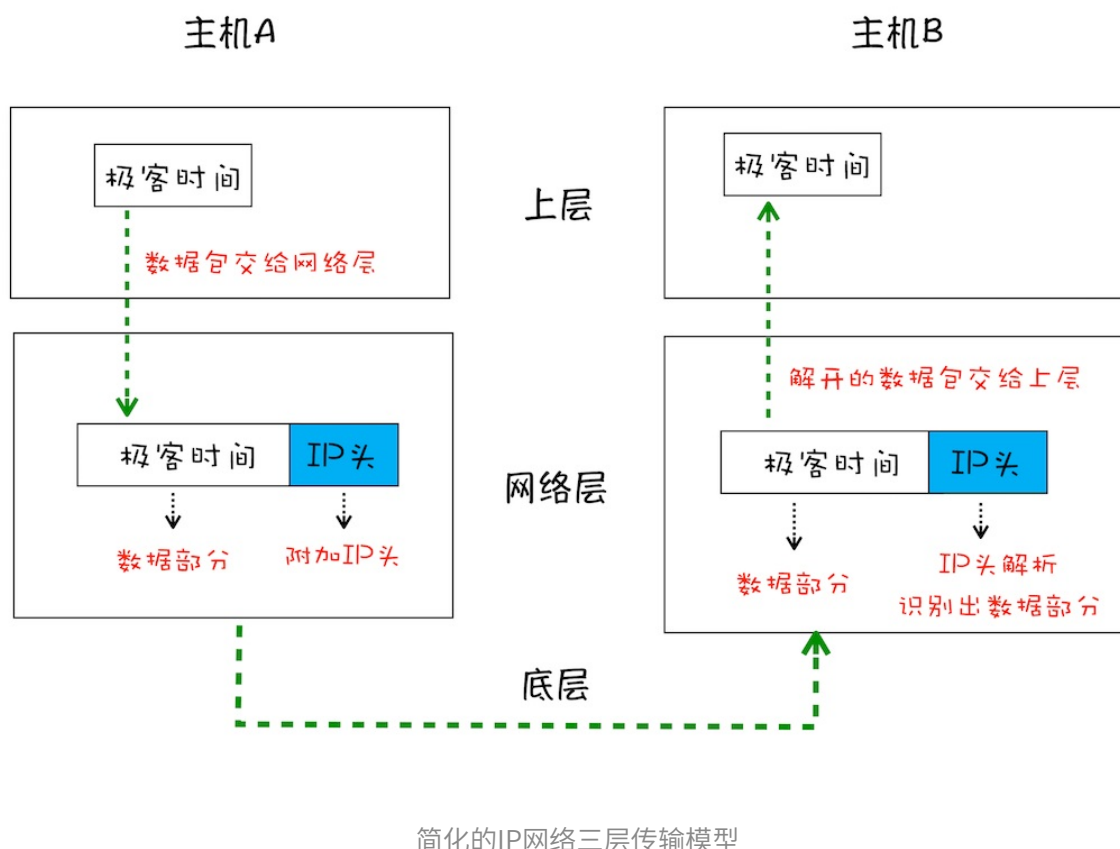 主机A
主机B
极客时间
极客时间
上层
数据包交给网络层
解开的数据包交给上层
极客时间
IP头
极客时间
IP头
网络层
数据部分
附加IP头
数据部分
IP头解析
识别出数据部分
底层
简化的IP网络三层传输模型